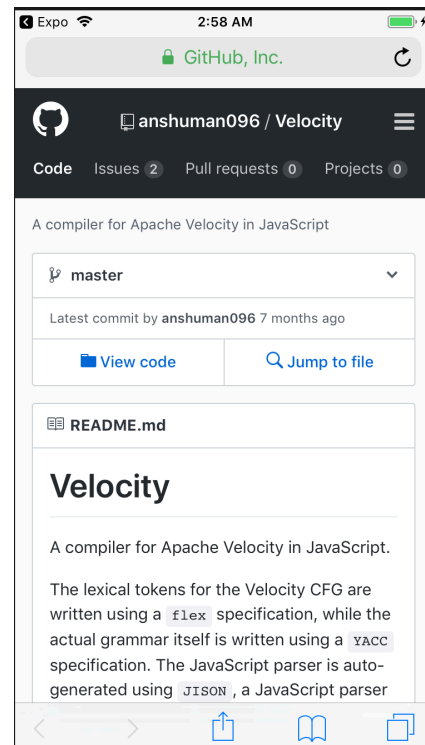 Expo 2:58 AM
GitHub, Inc.
anshuman096 / Velocity
Code Issues 2 Pull requests 0 Projects 0
A compiler for Apache Velocity in JavaScript
master
Latest commit by anshuman096 7 months ago
View code Jump to file
README.md
Velocity
A compiler for Apache Velocity in JavaScript.
The lexical tokens for the Velocity CFG are
written using a flex specification, while the
actual grammar itself is written using a YACC
specification. The JavaScript parser is auto-
generated using JISON , a JavaScript parser